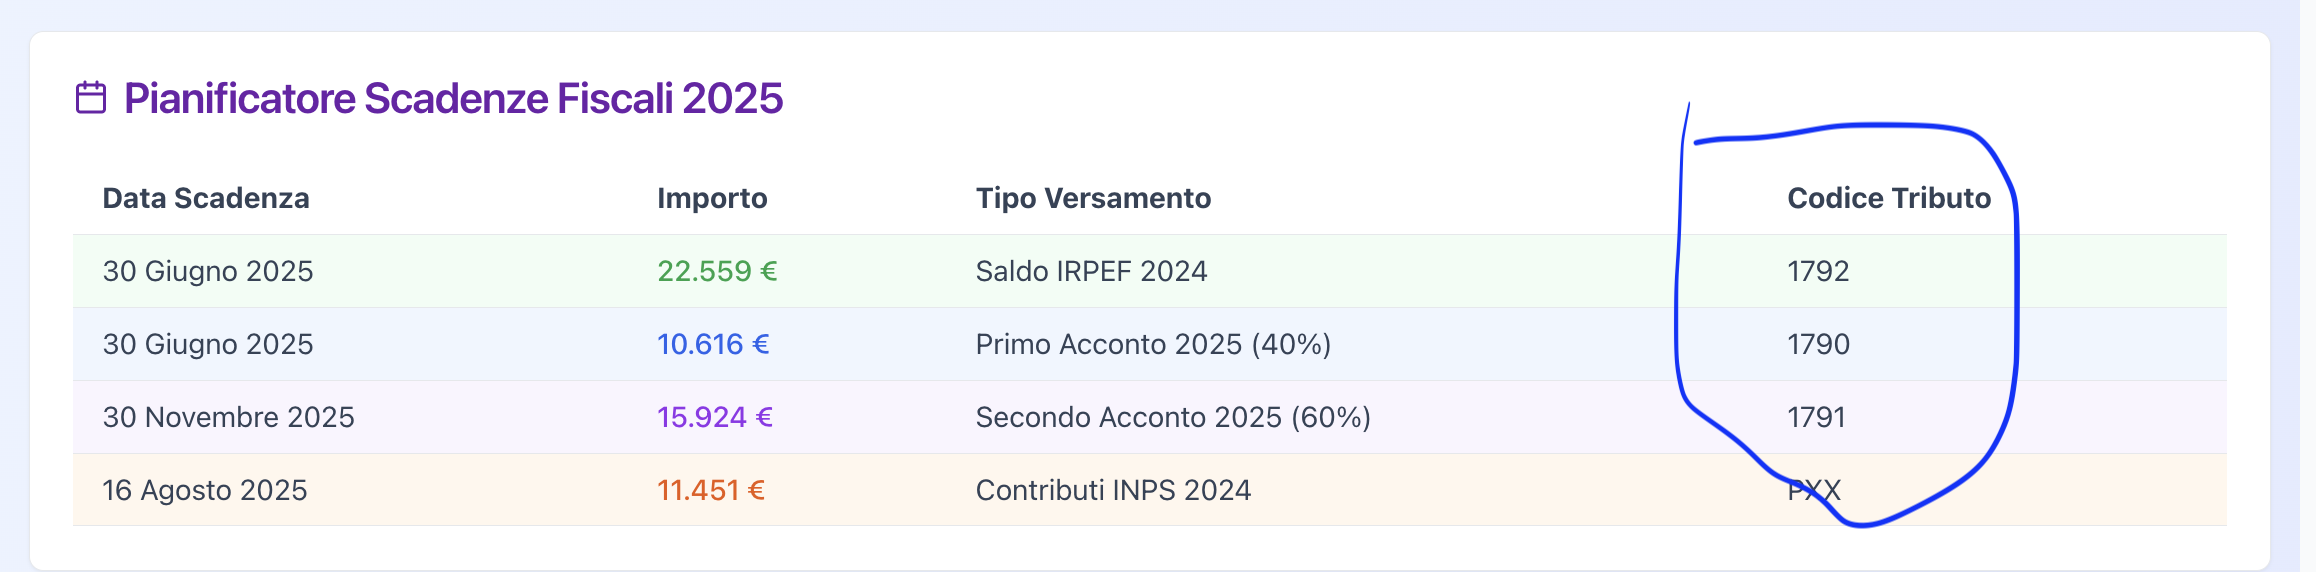 Pianificatore Scadenze Fiscali 2025
Data Scadenza Importo Tipo Versamento Codice Tributo
30 Giugno 2025 22.559 € Saldo IRPEF 2024 1792
30 Giugno 2025 10.616 € Primo Acconto 2025 (40%) 1790
30 Novembre 2025 15.924 € Secondo Acconto 2025 (60%) 1791
16 Agosto 2025 11.451 € Contributi INPS 2024 PXX